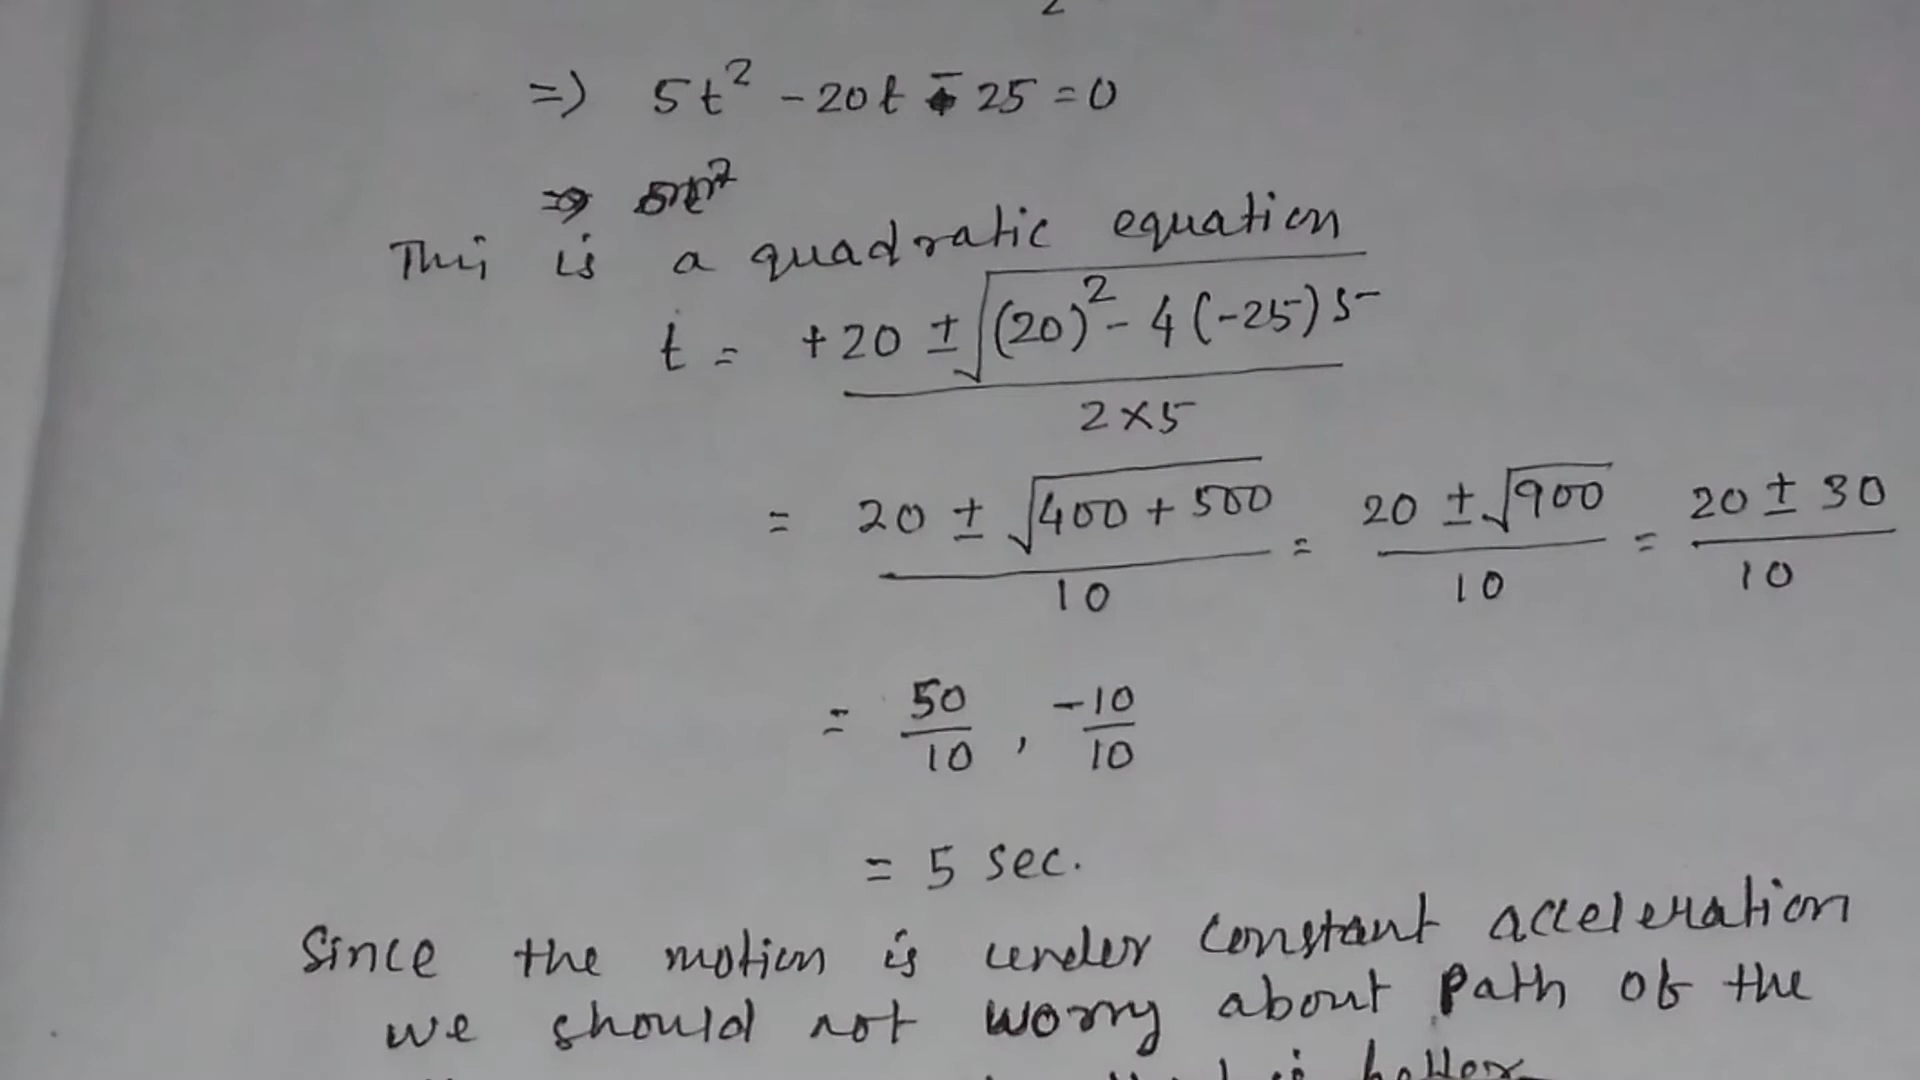 2
=> 5t² - 20t - 25 = 0
=>
This is a quadratic equation
t = +20 ± √((20)² - 4(-25)5) / 2×5
= 20 ± √(400 + 500) / 10 = 20 ± √900 / 10 = 20 ± 30 / 10
= 50/10 , -10/10
= 5 sec.
Since the motion is under constant acceleration
we should not worry about path of the